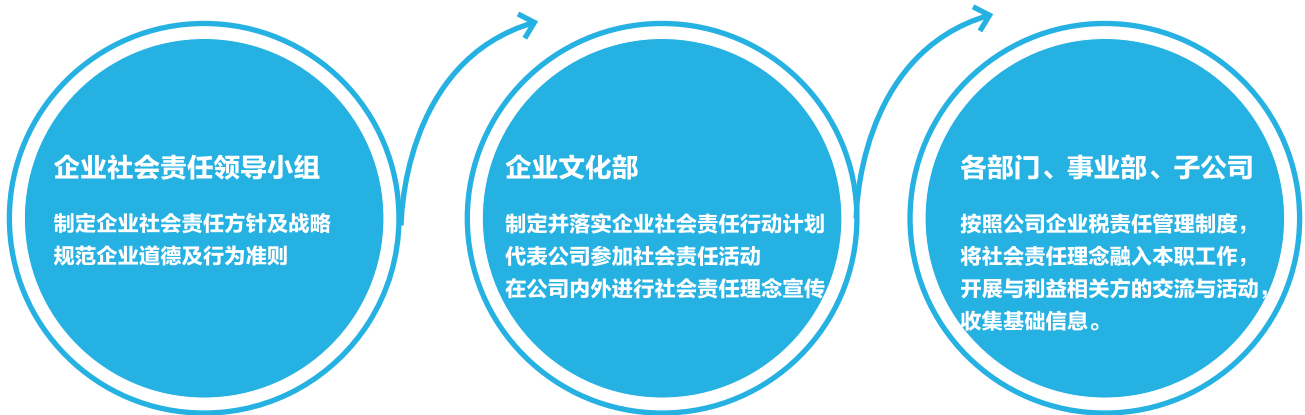 企业社会责任领导小组
制定企业社会责任方针及战略
规范企业道德及行为准则
企业文化部
制定并落实企业社会责任行动计划
代表公司参加社会责任活动
在公司内外进行社会责任理念宣传
各部门、事业部、子公司
按照公司企业税责任管理制度，
将社会责任理念融入本职工作，
开展与利益相关方的交流与活动，
收集基础信息。